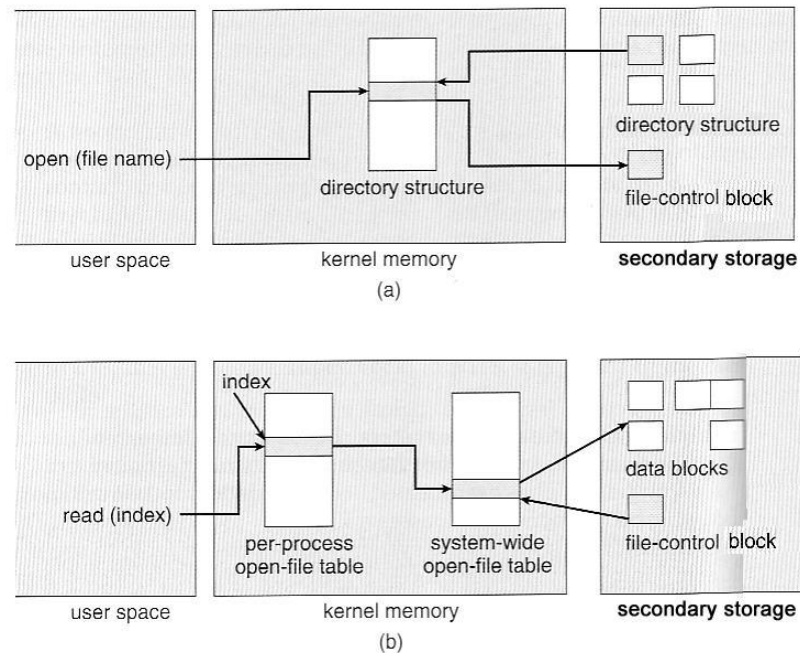 open (file name)
directory structure
directory structure
file-control block
user space
kernel memory
secondary storage
(a)
index
read (index)
per-process
open-file table
system-wide
open-file table
data blocks
file-control block
user space
kernel memory
secondary storage
(b)